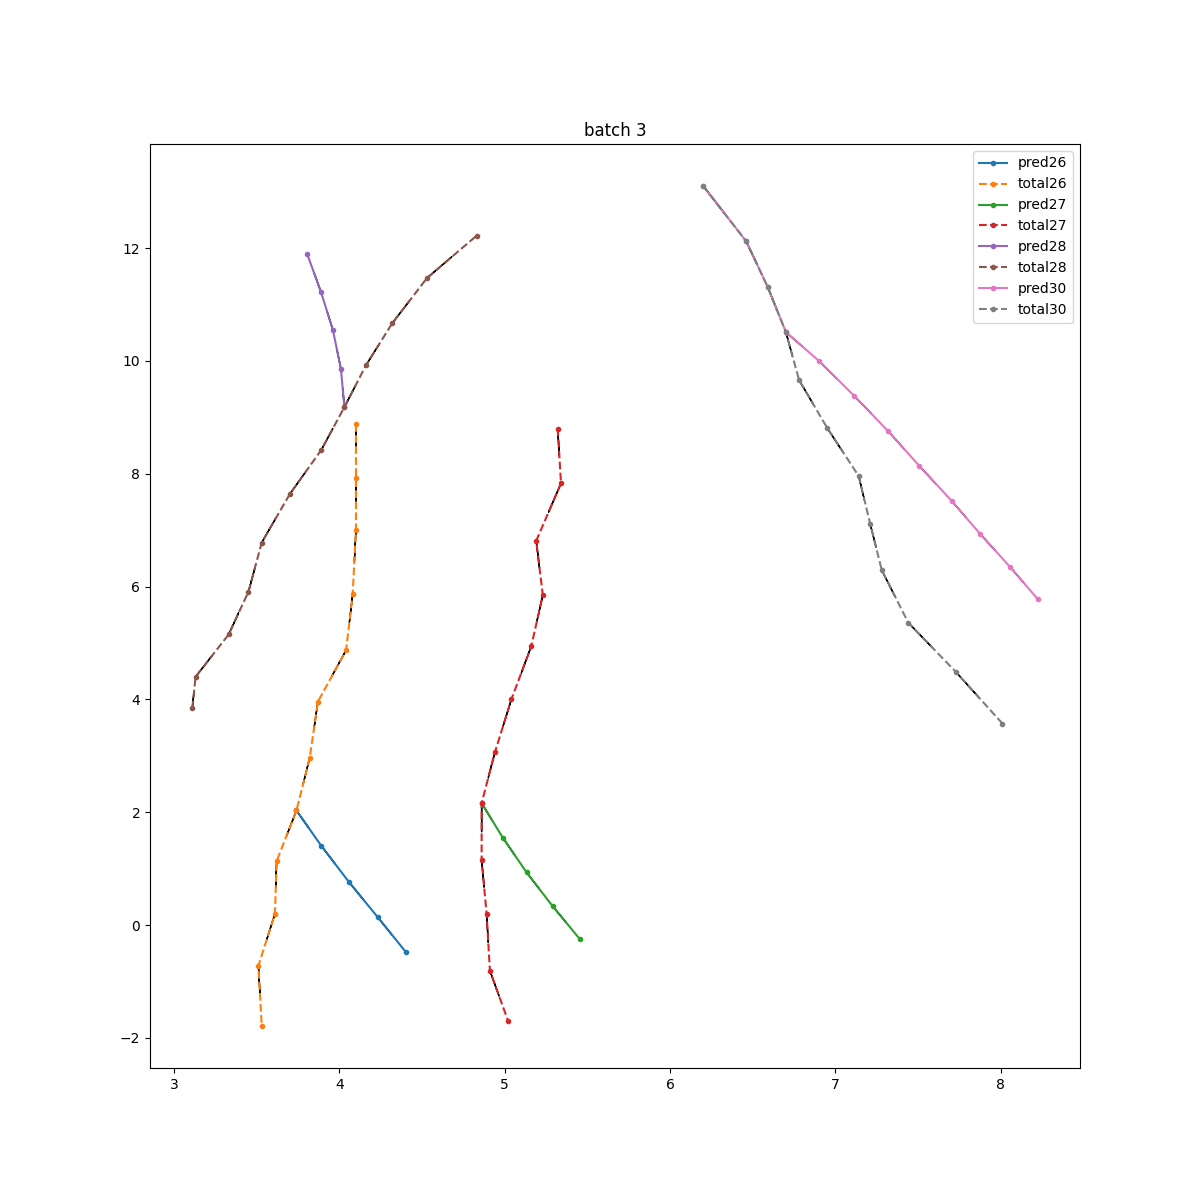 batch 3
pred26
total26
pred27
total27
pred28
total28
pred30
total30
12
10
8
6
4
2
0
−2
3 4 5 6 7 8